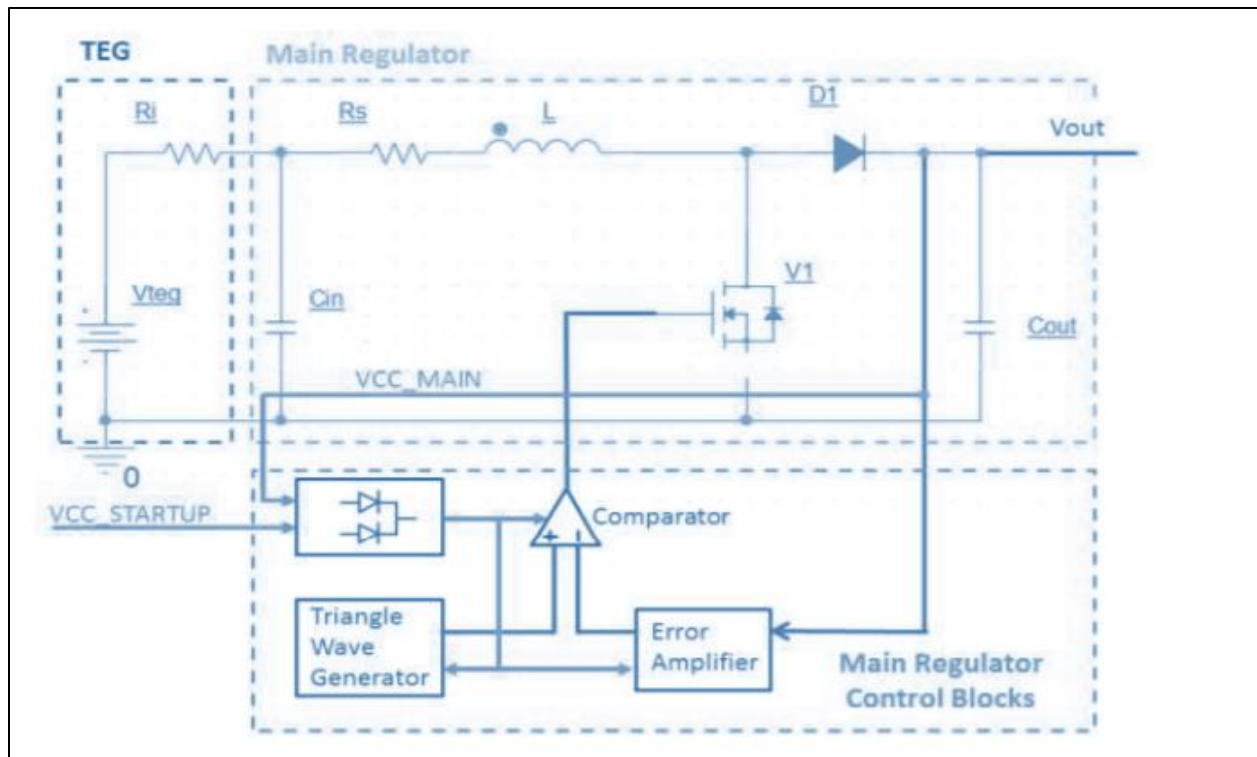 TEG
Main Regulator
Ri
Rs
L
D1
Vout
Vteg
Cin
V1
Cout
VCC_MAIN
0
VCC_STARTUP
Comparator
+
−
Triangle
Wave
Generator
Error
Amplifier
Main Regulator
Control Blocks